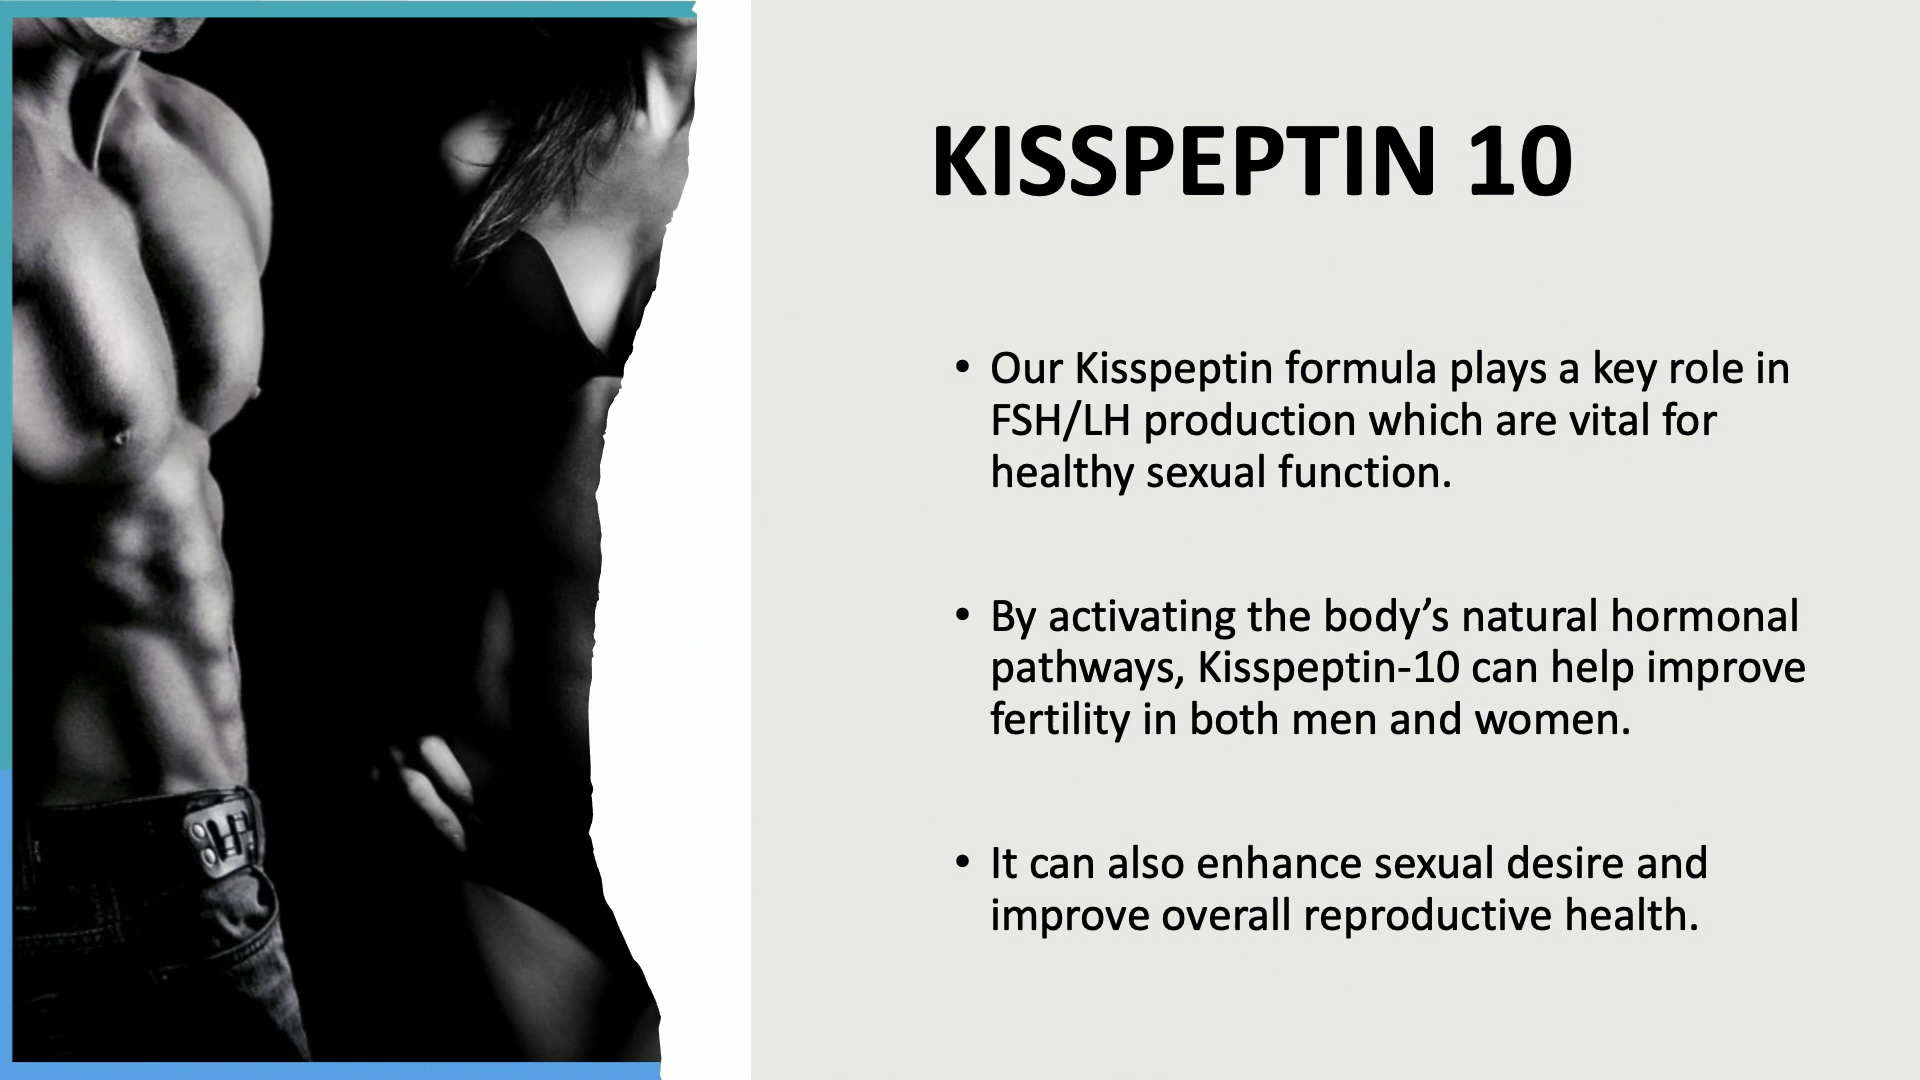 KISSPEPTIN 10
• Our Kisspeptin formula plays a key role in
FSH/LH production which are vital for
healthy sexual function.
• By activating the body’s natural hormonal
pathways, Kisspeptin-10 can help improve
fertility in both men and women.
• It can also enhance sexual desire and
improve overall reproductive health.